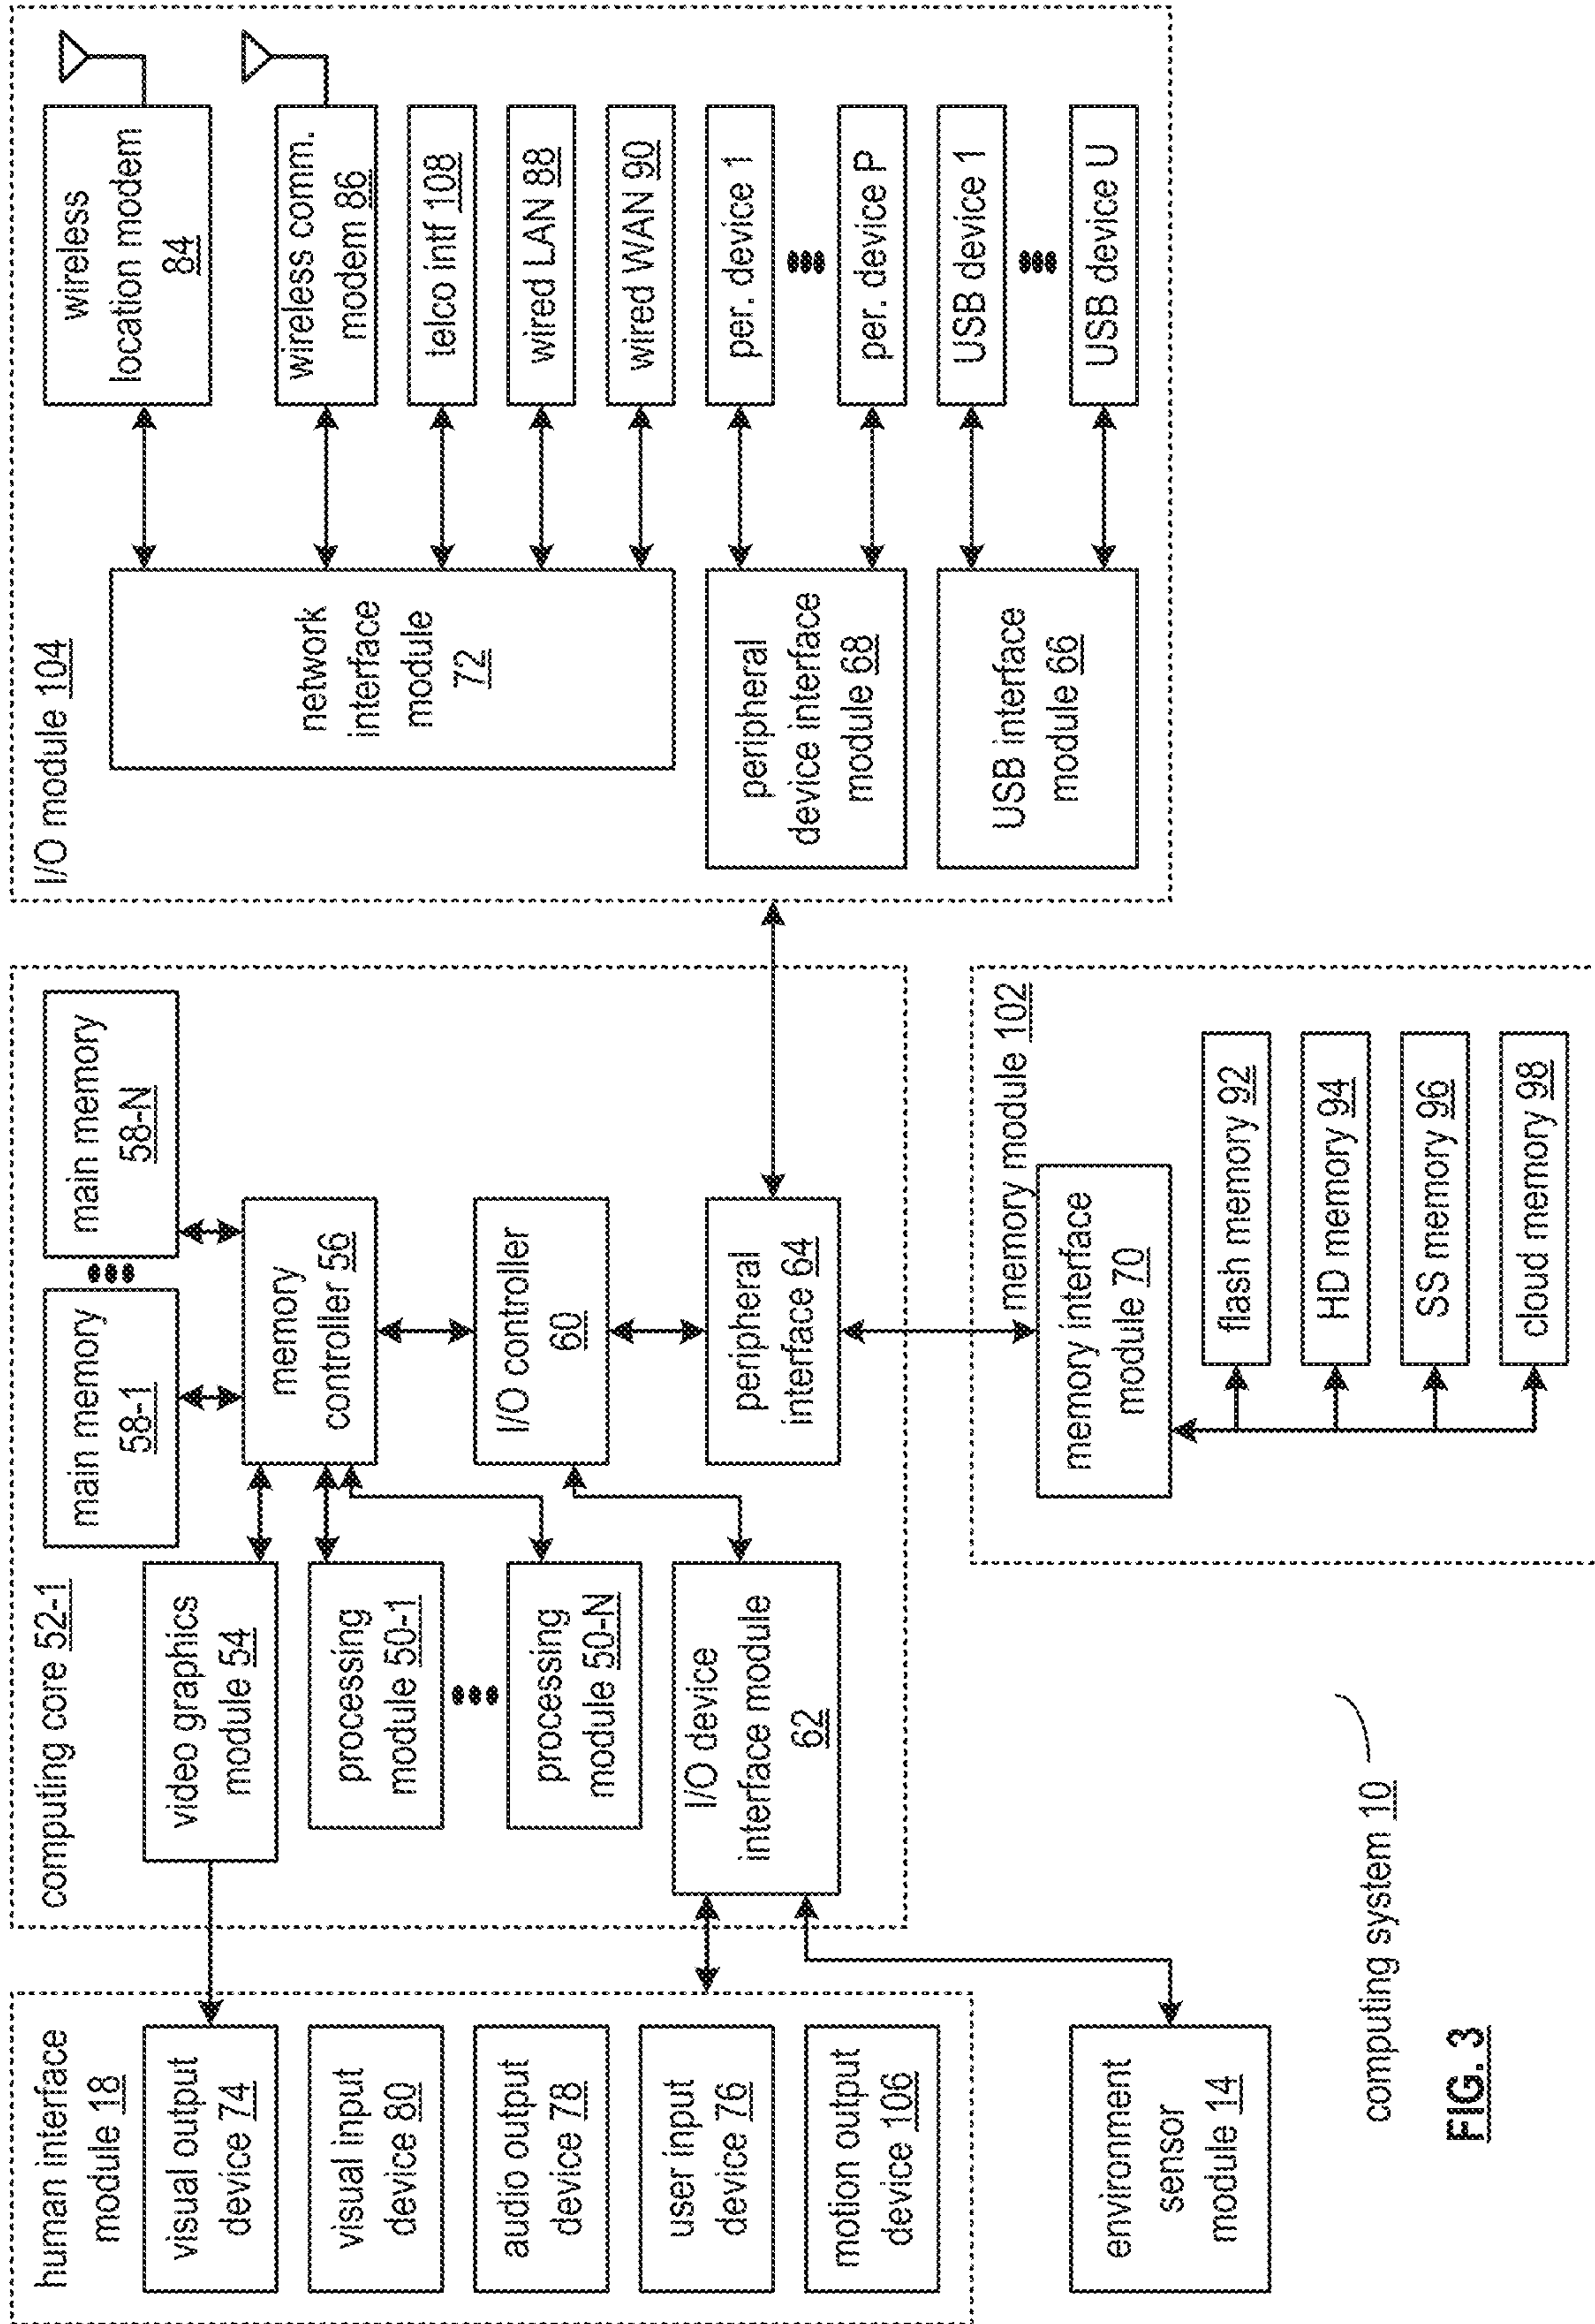 human interface
module 18
visual output
device 74
visual input
device 80
audio output
device 78
user input
device 76
motion output
device 106
environment
sensor
module 14
computing core 52-1
video graphics
module 54
processing
module 50-1
processing
module 50-N
I/O device
interface module
62
main memory
58-1
main memory
58-N
memory
controller 56
I/O controller
60
peripheral
interface 64
memory module 102
memory interface
module 70
flash memory 92
HD memory 94
SS memory 96
cloud memory 98
I/O module 104
network
interface
module
72
peripheral
device interface
module 68
USB interface
module 66
wireless
location modem
84
wireless comm.
modem 86
telco intf 108
wired LAN 88
wired WAN 90
per. device 1
per. device P
USB device 1
USB device U
computing system 10
FIG. 3